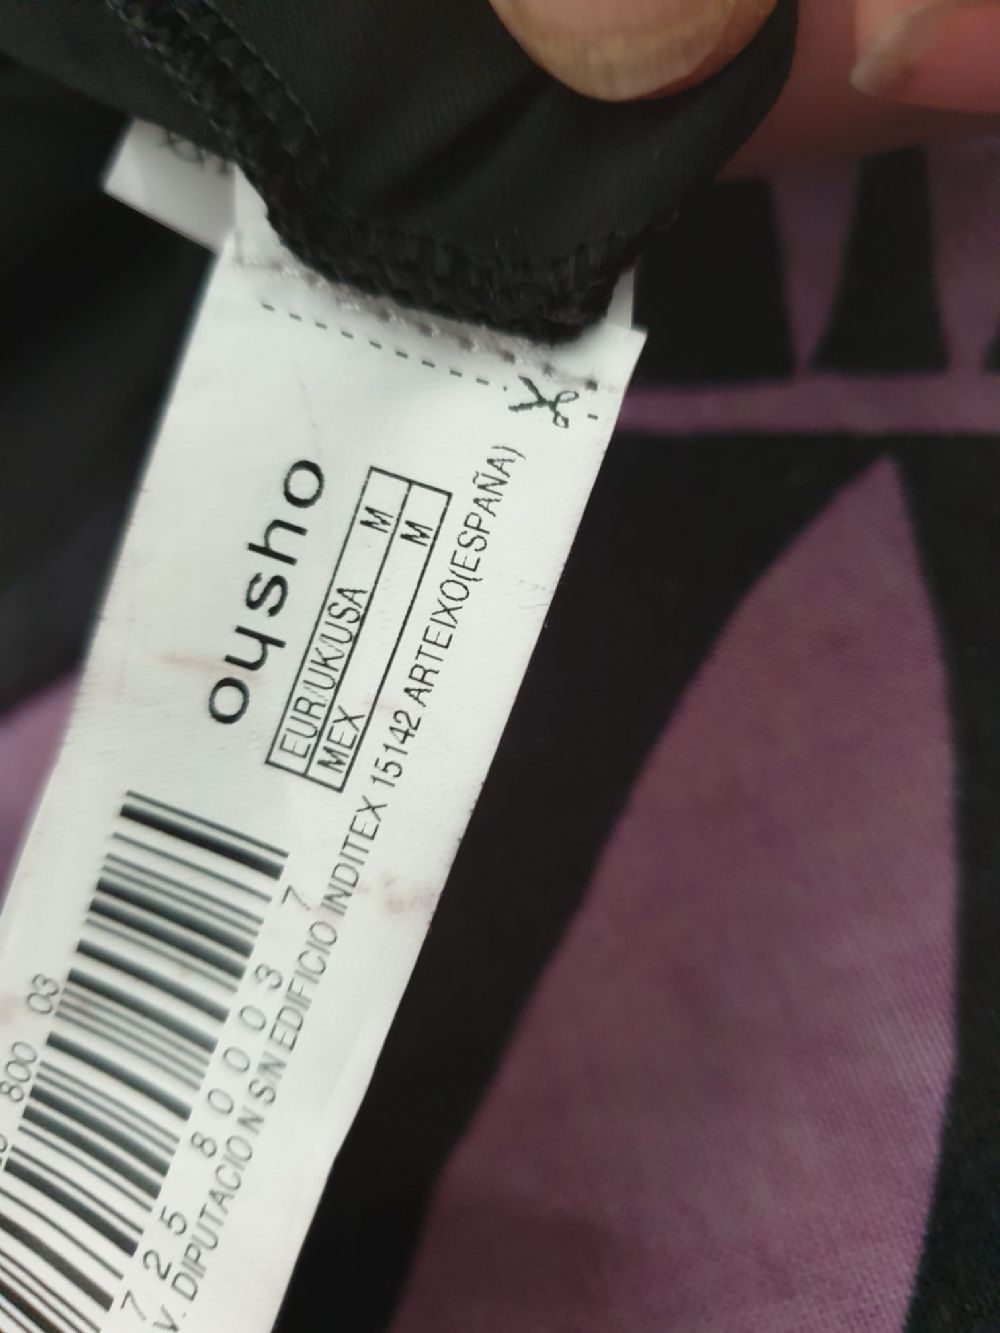 oysho
EUR/UK/USA M
MEX M
800 03
725 80003 7
V. DIPUTACION S/N EDIFICIO INDITEX 15142 ARTEIXO(ESPAÑA)